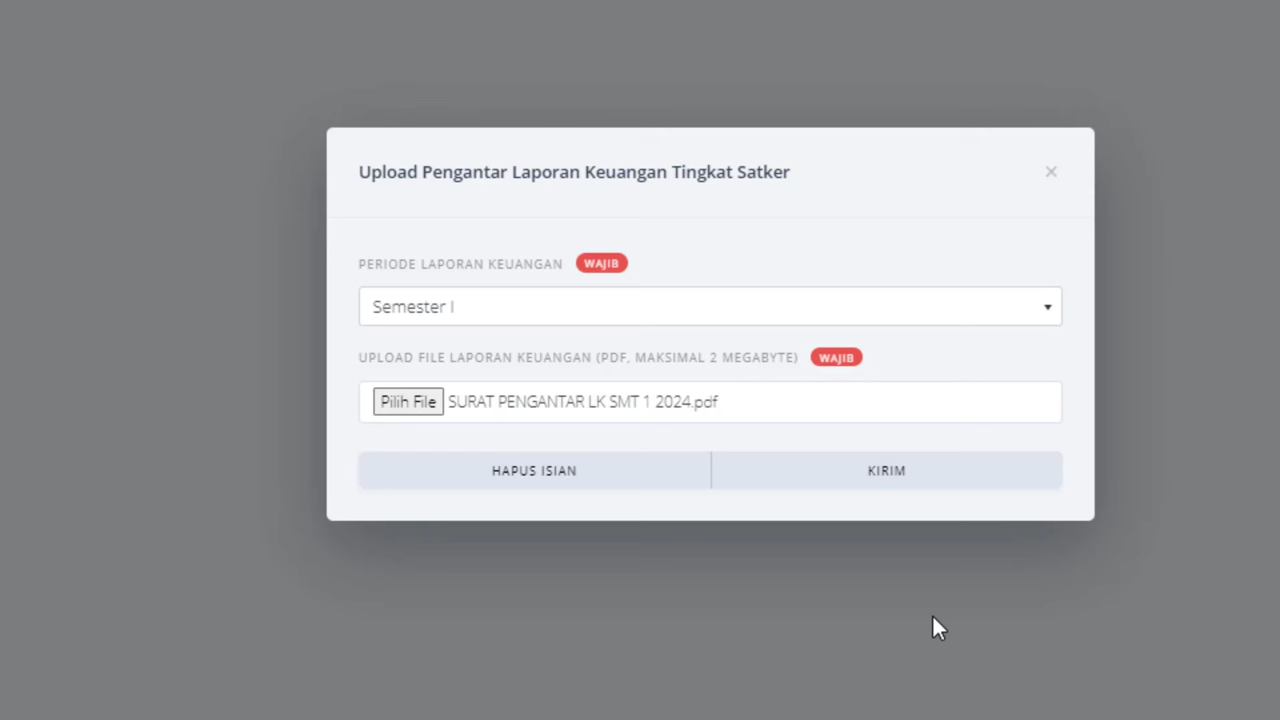 Upload Pengantar Laporan Keuangan Tingkat Satker ×
PERIODE LAPORAN KEUANGAN WAJIB
Semester I
UPLOAD FILE LAPORAN KEUANGAN (PDF, MAKSIMAL 2 MEGABYTE) WAJIB
Pilih File SURAT PENGANTAR LK SMT 1 2024.pdf
HAPUS ISIAN KIRIM